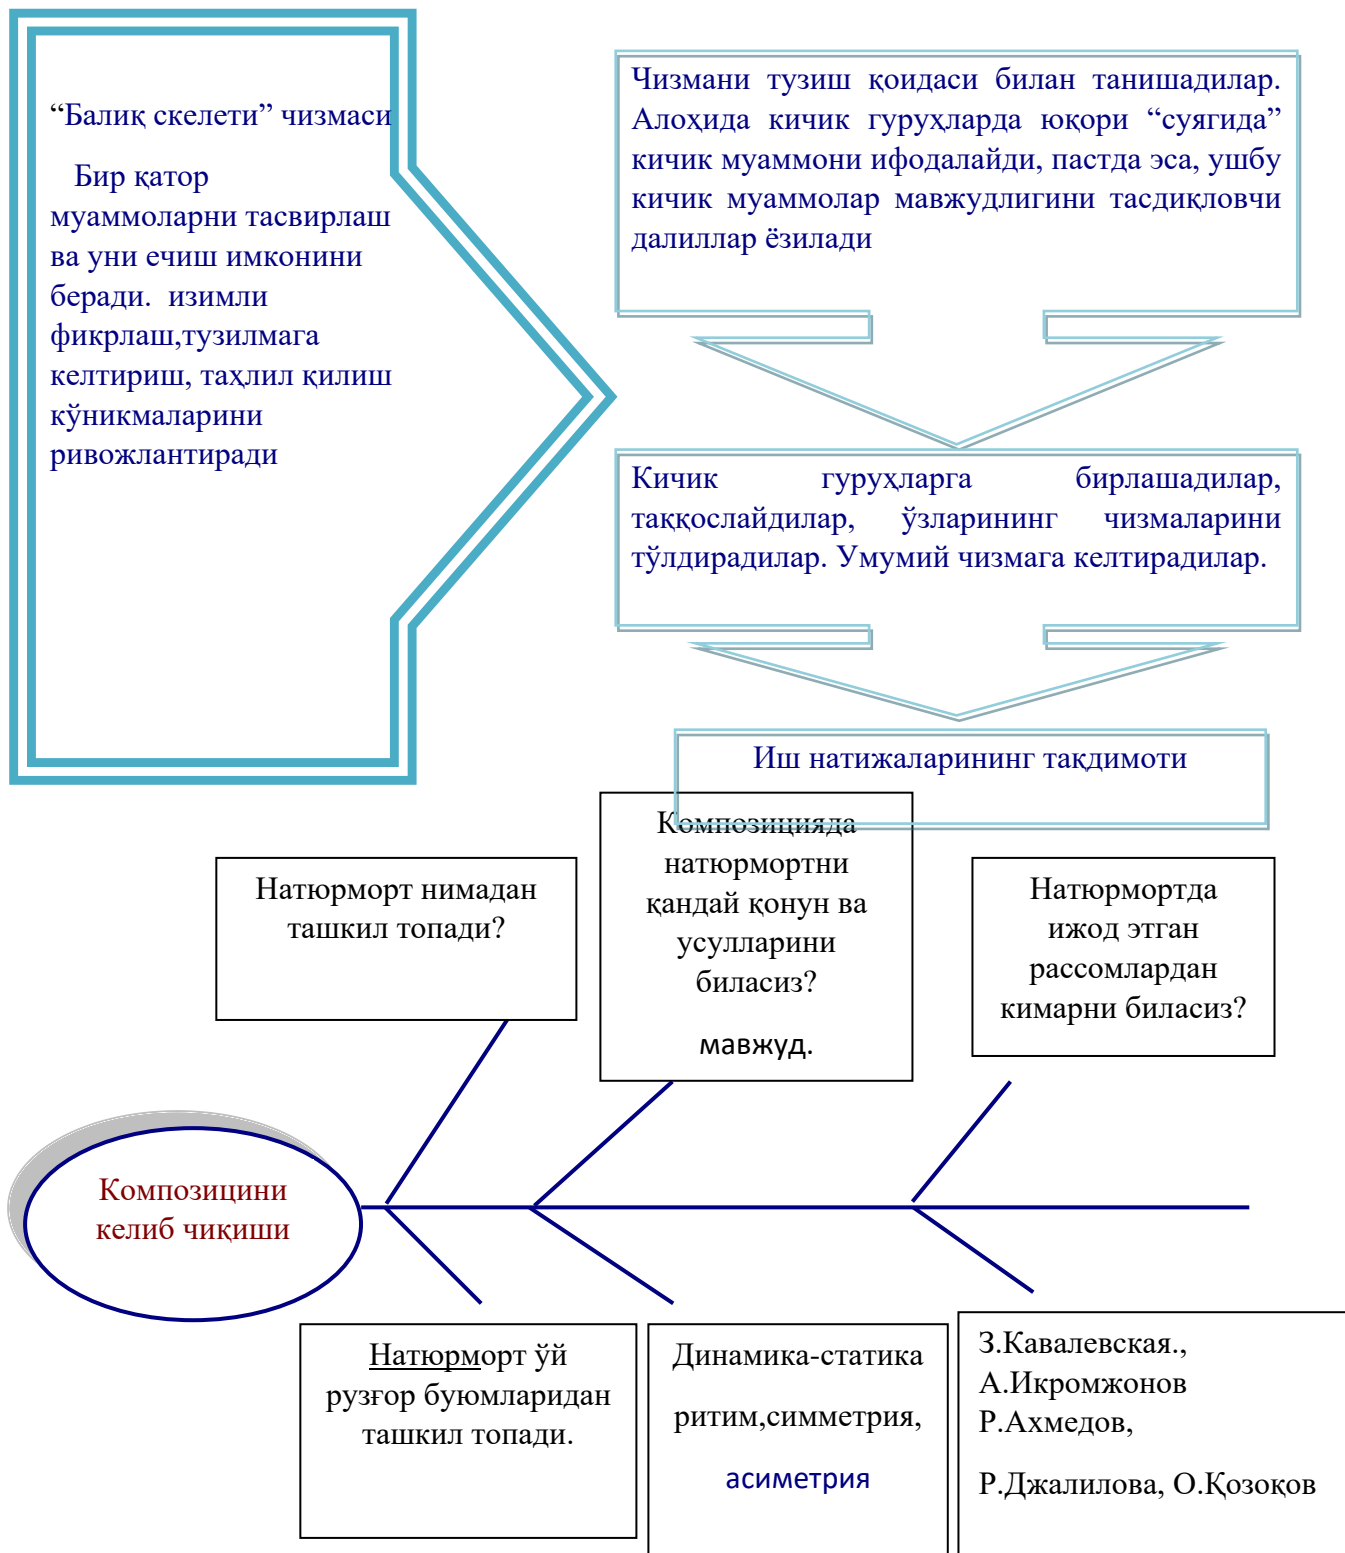 “Балиқ скелети” чизмаси
Бир қатор
муаммоларни тасвирлаш
ва уни ечиш имконини
беради. изимли
фикрлаш,тузилмага
келтириш, таҳлил қилиш
кўникмаларини
ривожлантиради
Чизмани тузиш қоидаси билан танишадилар.
Алоҳида кичик гуруҳларда юқори “суягида”
кичик муаммони ифодалайди, пастда эса, ушбу
кичик муаммолар мавжудлигини тасдиқловчи
далиллар ёзилади
Кичик гуруҳларга бирлашадилар,
таққослайдилар, ўзларининг чизмаларини
тўлдирадилар. Умумий чизмага келтирадилар.
Иш натижаларининг тақдимоти
Натюрморт нимадан
ташкил топади?
Композицияда
натюрмортни
қандай қонун ва
усулларини
биласиз?
мавжуд.
Натюрмортда
ижод этган
рассомлардан
кимарни биласиз?
Композицини
келиб чиқиши
Натюрморт ўй
рузғор буюмларидан
ташкил топади.
Динамика-статика
ритим,симметрия,
асиметрия
З.Кавалевская.,
А.Икромжонов
Р.Ахмедов,
Р.Джалилова, О.Қозоқов